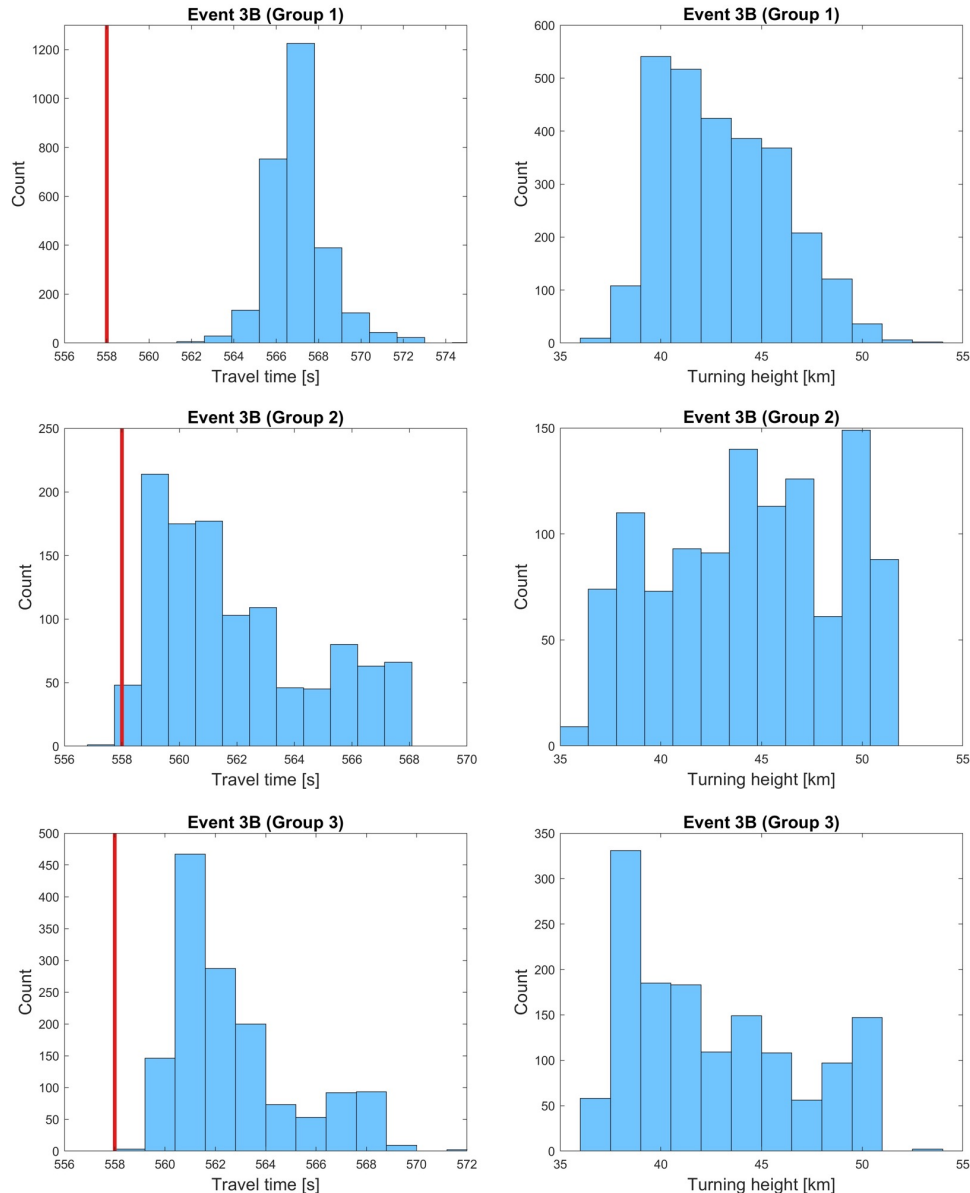 Event 3B (Group 1)
Count
1200
1000
800
600
400
200
0
556 558 560 562 564 566 568 570 572 574
Travel time [s]
Event 3B (Group 1)
Count
600
500
400
300
200
100
0
35 40 45 50 55
Turning height [km]
Event 3B (Group 2)
Count
250
200
150
100
50
0
556 558 560 562 564 566 568 570
Travel time [s]
Event 3B (Group 2)
Count
150
100
50
0
35 40 45 50 55
Turning height [km]
Event 3B (Group 3)
Count
500
450
400
350
300
250
200
150
100
50
0
556 558 560 562 564 566 568 570 572
Travel time [s]
Event 3B (Group 3)
Count
350
300
250
200
150
100
50
0
35 40 45 50 55
Turning height [km]